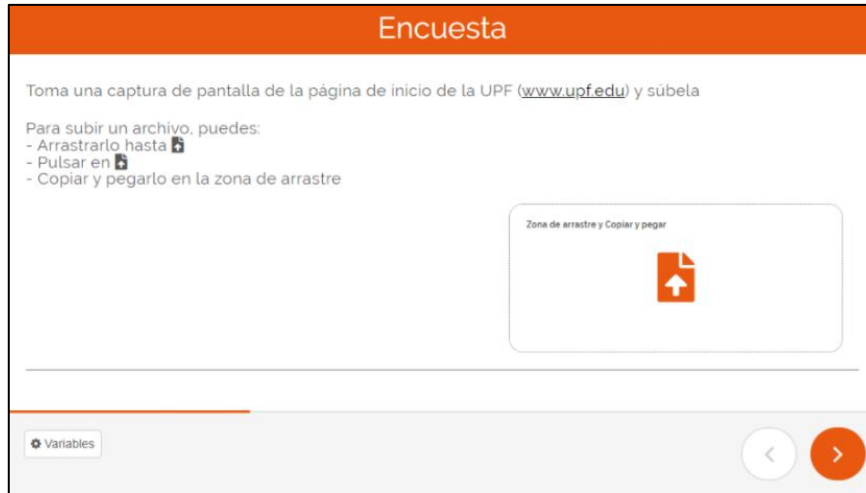 Encuesta
Toma una captura de pantalla de la página de inicio de la UPF (www.upf.edu) y súbela
Para subir un archivo, puedes:
- Arrastrarlo hasta
- Pulsar en
- Copiar y pegarlo en la zona de arrastre
Zona de arrastre y Copiar y pegar
Variables